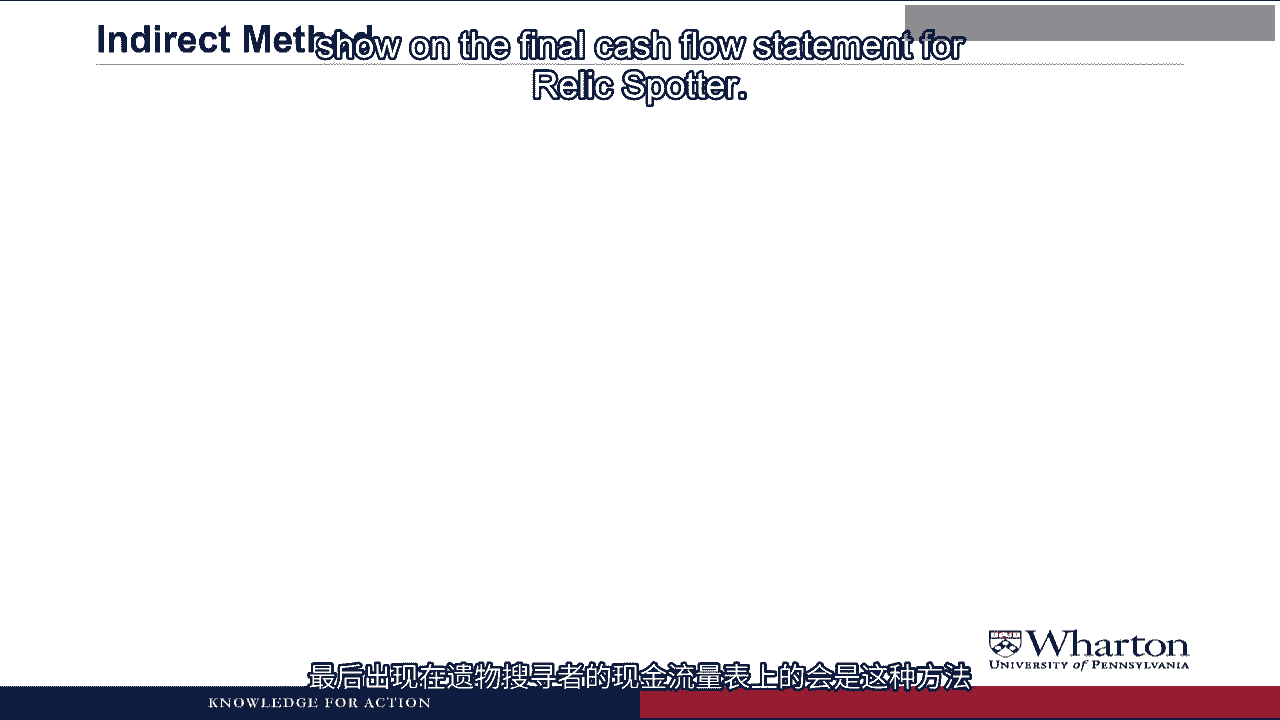 Indirect Method
show on the final cash flow statement for
Relic Spotter.
Wharton
UNIVERSITY of PENNSYLVANIA
最后出现在遗物搜寻者的现金流量表上的会是这种方法
KNOWLEDGE FOR ACTION